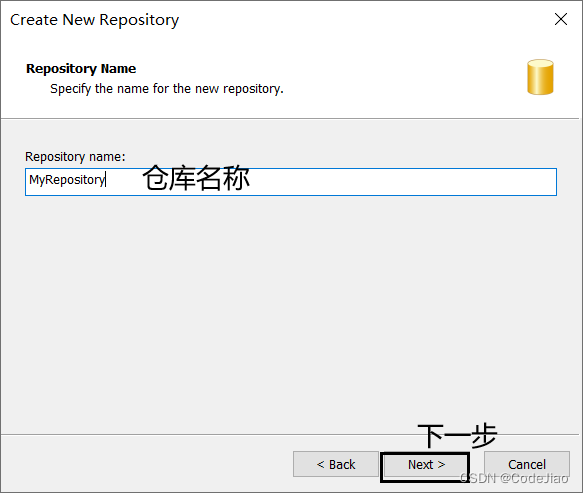 Create New Repository
Repository Name
Specify the name for the new repository.
Repository name:
MyRepository 仓库名称
下一步
< Back Next > Cancel
CSDN @CodeJiao